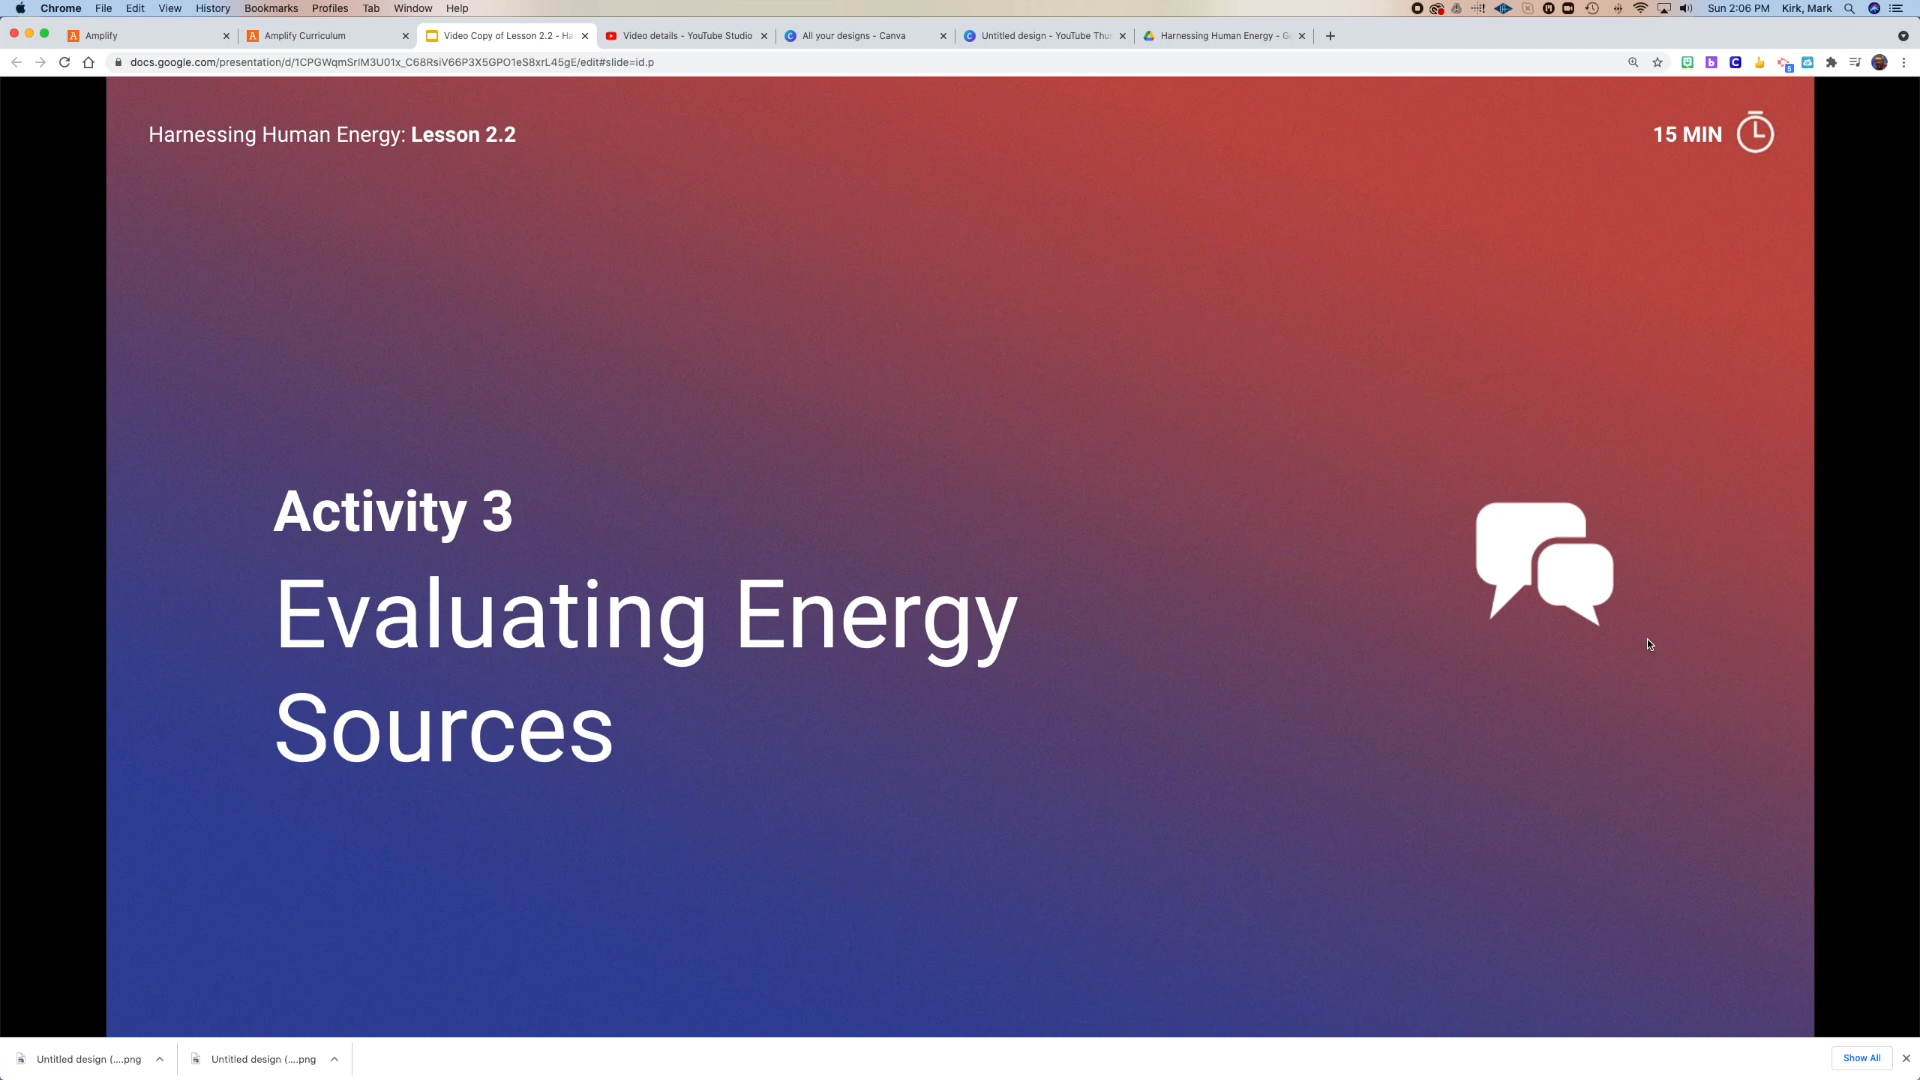 Chrome File Edit View History Bookmarks Profiles Tab Window Help Sun 2:06 PM Kirk, Mark
Amplify Amplify Curriculum Video Copy of Lesson 2.2 - Ha Video details - YouTube Studio All your designs - Canva Untitled design - YouTube Thu Harnessing Human Energy - G
docs.google.com/presentation/d/1CPGWqmSrlM3U01x_C68RsiV66P3X5GPO1eS8xrL45gE/edit#slide=id.p
Harnessing Human Energy: Lesson 2.2
15 MIN
Activity 3
Evaluating Energy
Sources
Untitled design (....png Untitled design (....png Show All